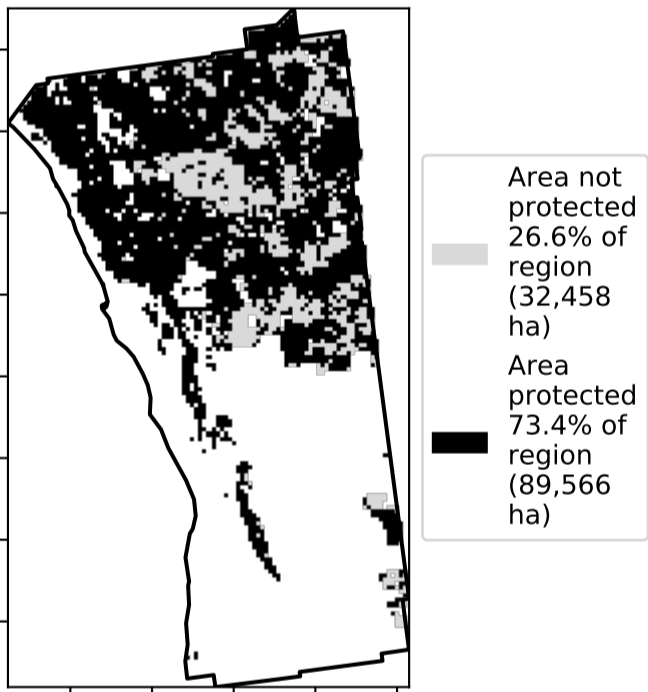 Area not
protected
26.6% of
region
(32,458
ha)
Area
protected
73.4% of
region
(89,566
ha)